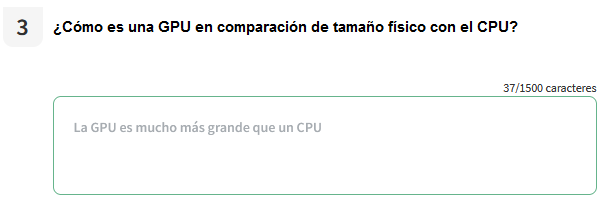 3 ¿Cómo es una GPU en comparación de tamaño físico con el CPU?
37/1500 caracteres
La GPU es mucho más grande que un CPU